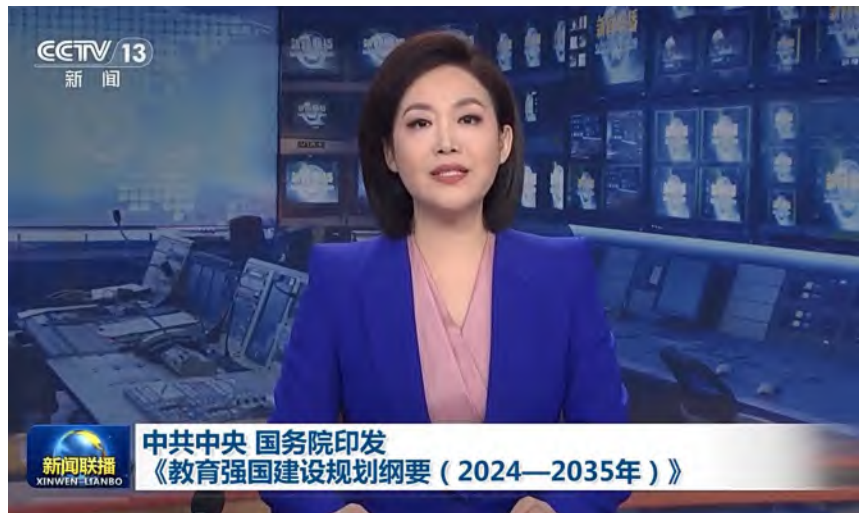 CCTV 13
新闻
中共中央 国务院印发
《教育强国建设规划纲要（2024—2035年）》
新闻联播
XINWEN LIANBO